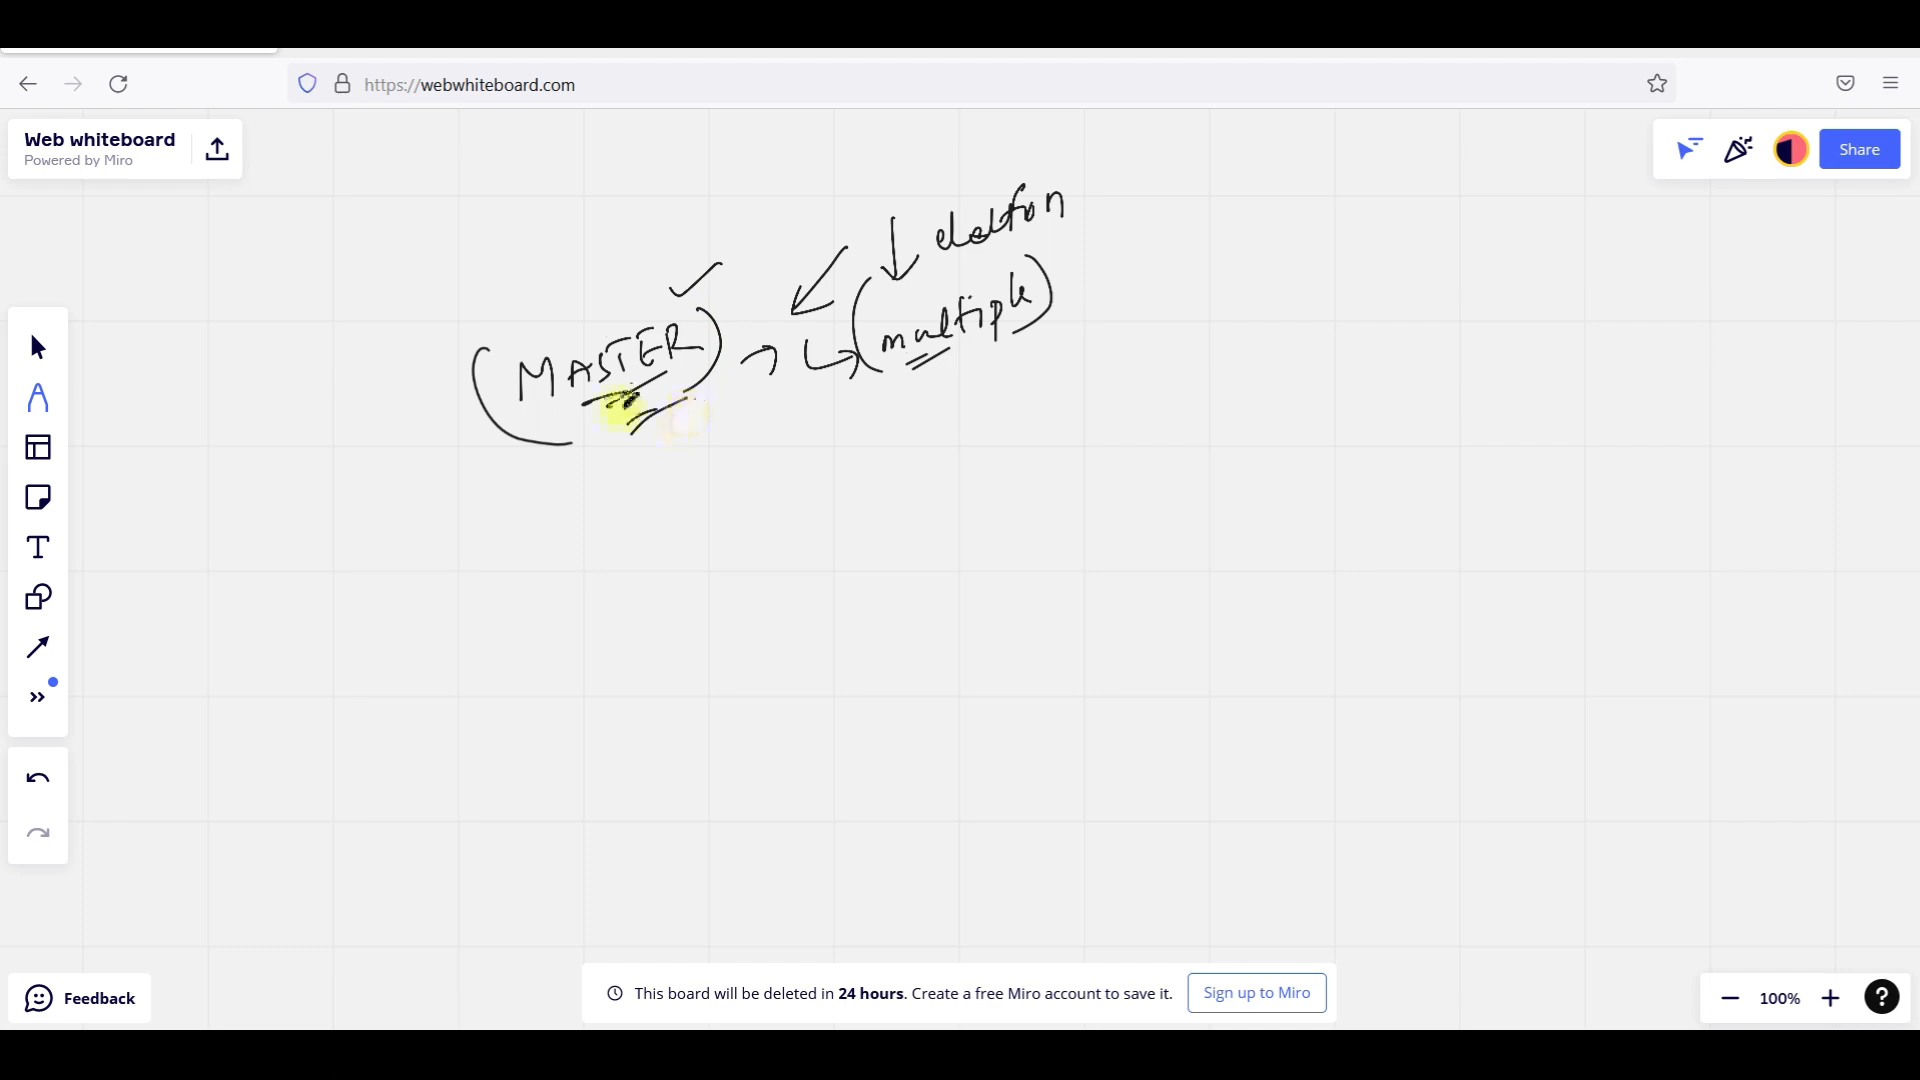 https://webwhiteboard.com
Web whiteboard
Powered by Miro
Share
MASTER
multiple
Feedback
This board will be deleted in 24 hours. Create a free Miro account to save it.
Sign up to Miro
100%
?